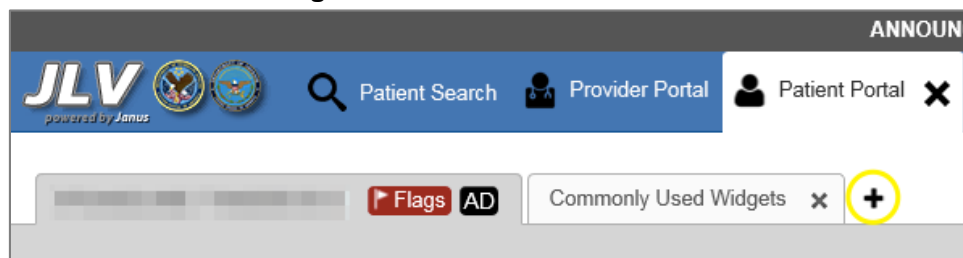 ANNOUN
JLV
powered by Janus
Patient Search
Provider Portal
Patient Portal
Flags AD
Commonly Used Widgets